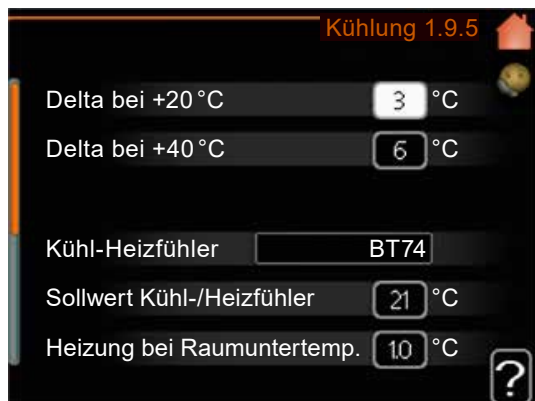 Kühlung 1.9.5
Delta bei +20 °C 3 °C
Delta bei +40 °C 6 °C
Kühl-Heizfühler BT74
Sollwert Kühl-/Heizfühler 21 °C
Heizung bei Raumuntertemp. 1.0 °C
?